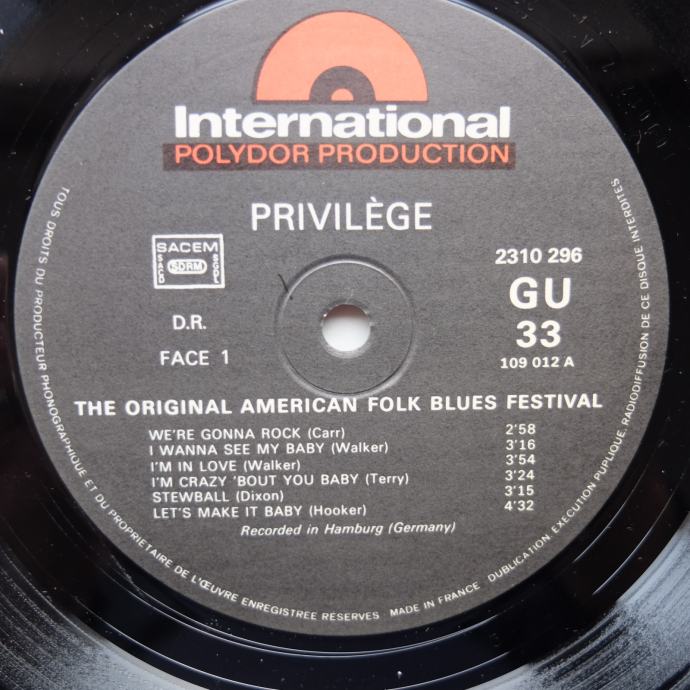 International
POLYDOR PRODUCTION
PRIVILÈGE
SACEM
SACD
SDRM
SGDL
2310 296
GU
D.R.
33
FACE 1
109 012 A
THE ORIGINAL AMERICAN FOLK BLUES FESTIVAL
WE'RE GONNA ROCK (Carr) 2'58
I WANNA SEE MY BABY (Walker) 3'16
I'M IN LOVE (Walker) 3'54
I'M CRAZY 'BOUT YOU BABY (Terry) 3'24
STEWBALL (Dixon) 3'15
LET'S MAKE IT BABY (Hooker) 4'32
Recorded in Hamburg (Germany)
TOUS DROITS DU PRODUCTEUR PHONOGRAPHIQUE ET DU PROPRIETAIRE DE L'ŒUVRE ENREGISTREE RESERVES MADE IN FRANCE DUBLICATION EXECUTION PUPLIQUE, RADIODIFFUSION DE CE DISQUE INTERDITES